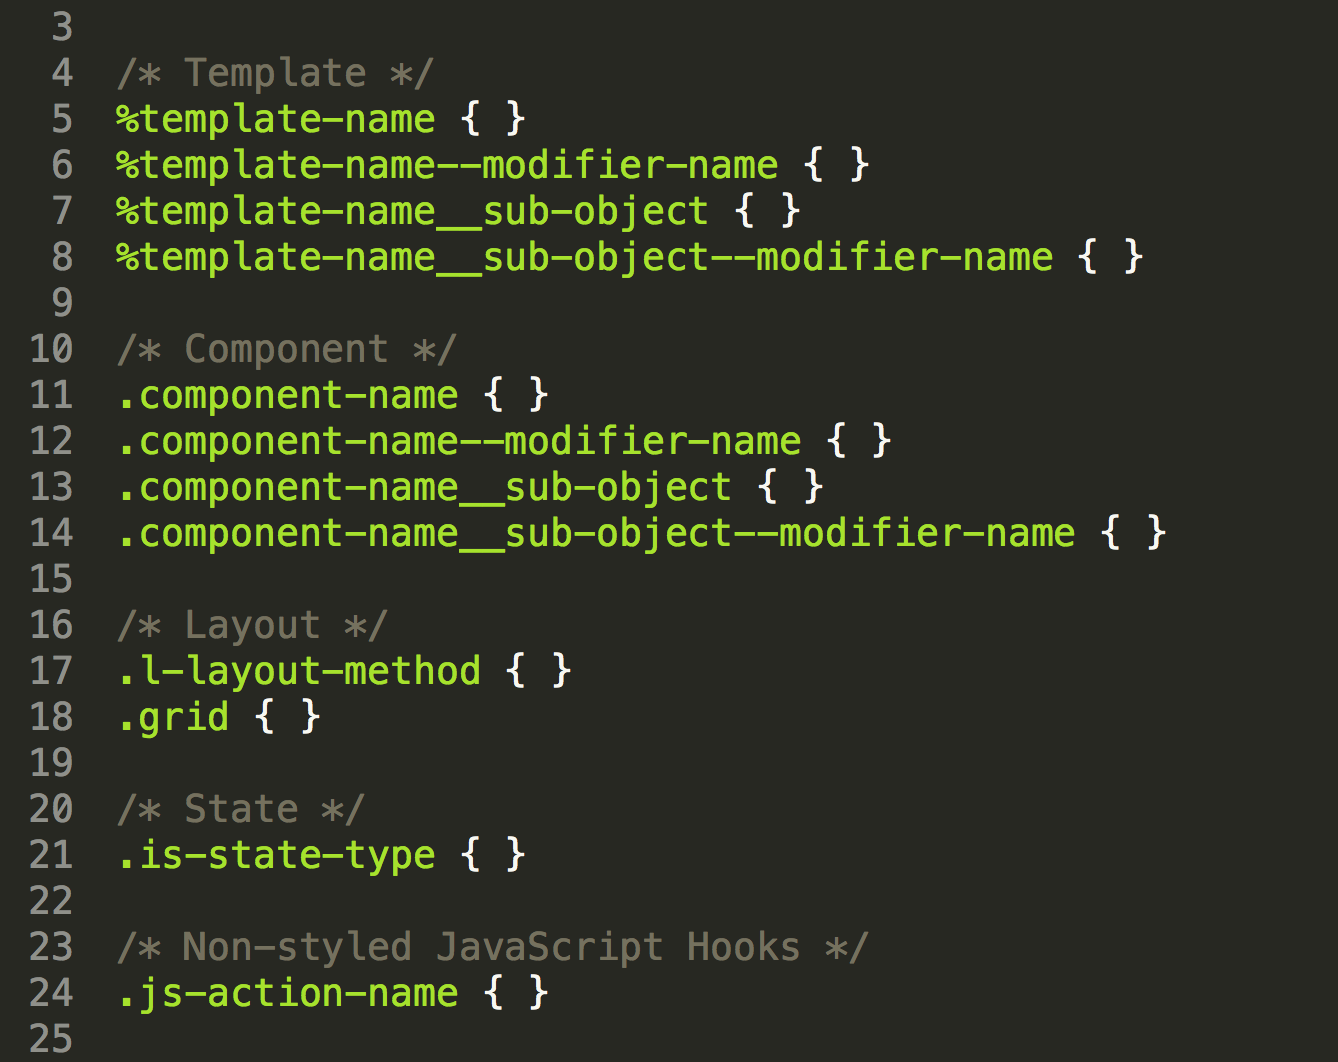 3
4 /* Template */
5 %template-name { }
6 %template-name--modifier-name { }
7 %template-name__sub-object { }
8 %template-name__sub-object--modifier-name { }
9
10 /* Component */
11 .component-name { }
12 .component-name--modifier-name { }
13 .component-name__sub-object { }
14 .component-name__sub-object--modifier-name { }
15
16 /* Layout */
17 .l-layout-method { }
18 .grid { }
19
20 /* State */
21 .is-state-type { }
22
23 /* Non-styled JavaScript Hooks */
24 .js-action-name { }
25